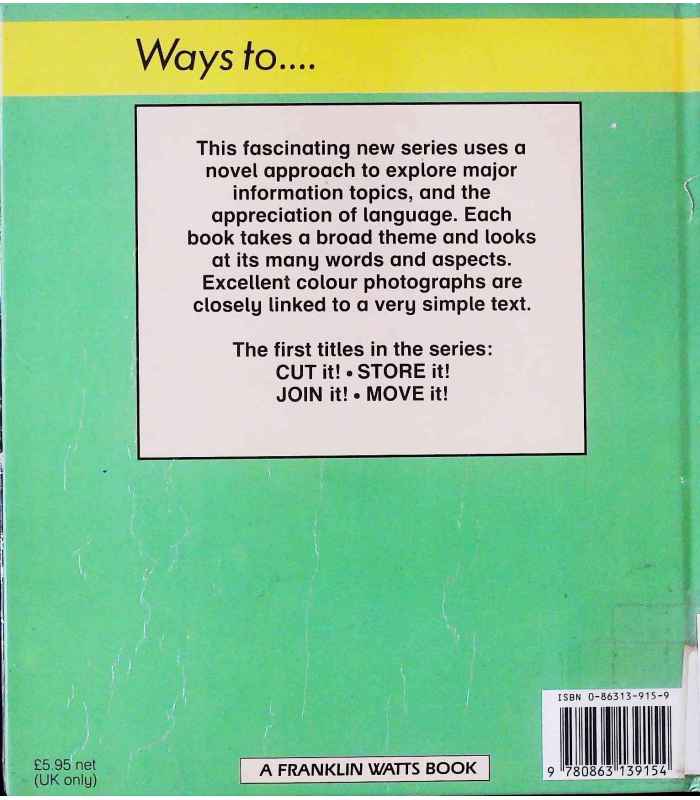 Ways to....
This fascinating new series uses a
novel approach to explore major
information topics, and the
appreciation of language. Each
book takes a broad theme and looks
at its many words and aspects.
Excellent colour photographs are
closely linked to a very simple text.
The first titles in the series:
CUT it! • STORE it!
JOIN it! • MOVE it!
ISBN 0-86313-915-9
9 780863 139154
£5.95 net
(UK only)
A FRANKLIN WATTS BOOK